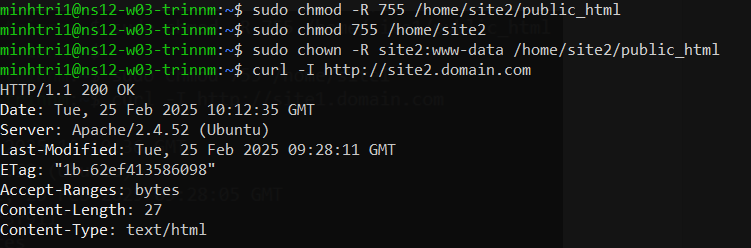 minhtri1@ns12-w03-trinnm:~$ sudo chmod -R 755 /home/site2/public_html
minhtri1@ns12-w03-trinnm:~$ sudo chmod 755 /home/site2
minhtri1@ns12-w03-trinnm:~$ sudo chown -R site2:www-data /home/site2/public_html
minhtri1@ns12-w03-trinnm:~$ curl -I http://site2.domain.com
HTTP/1.1 200 OK
Date: Tue, 25 Feb 2025 10:12:35 GMT
Server: Apache/2.4.52 (Ubuntu)
Last-Modified: Tue, 25 Feb 2025 09:28:11 GMT
ETag: "1b-62ef413586098"
Accept-Ranges: bytes
Content-Length: 27
Content-Type: text/html